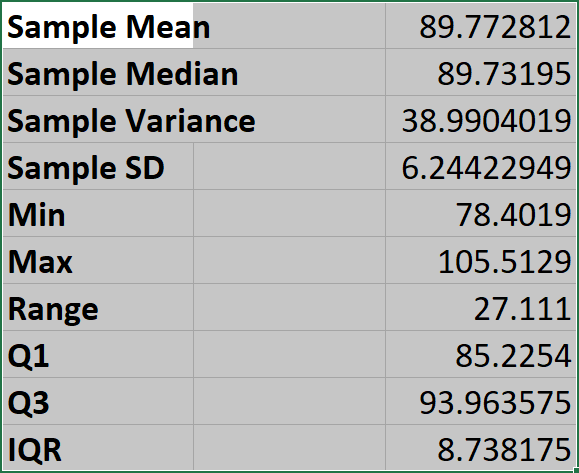 Sample Mean 89.772812
Sample Median 89.73195
Sample Variance 38.9904019
Sample SD 6.24422949
Min 78.4019
Max 105.5129
Range 27.111
Q1 85.2254
Q3 93.963575
IQR 8.738175